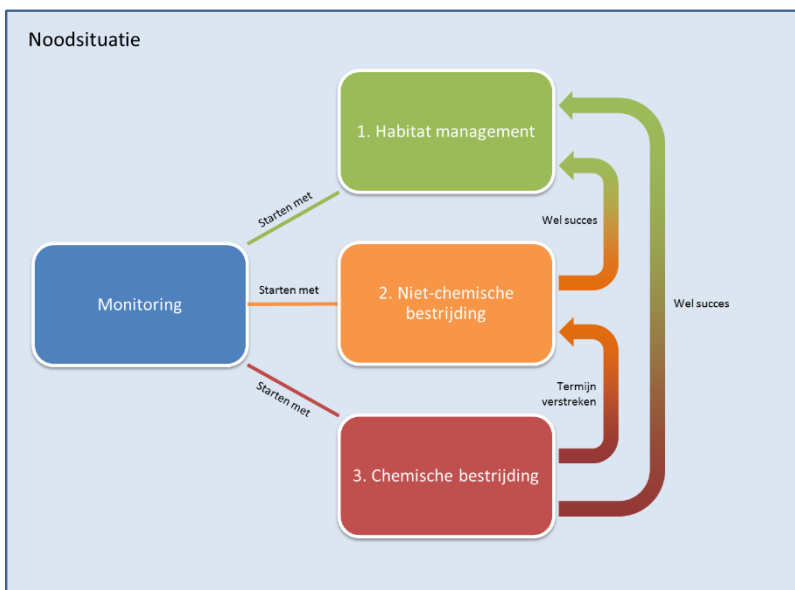 Noodsituatie
1. Habitat management
Starten met
Wel succes
Monitoring
Starten met
2. Niet-chemische
bestrijding
Wel succes
Starten met
Termijn
verstreken
3. Chemische bestrijding